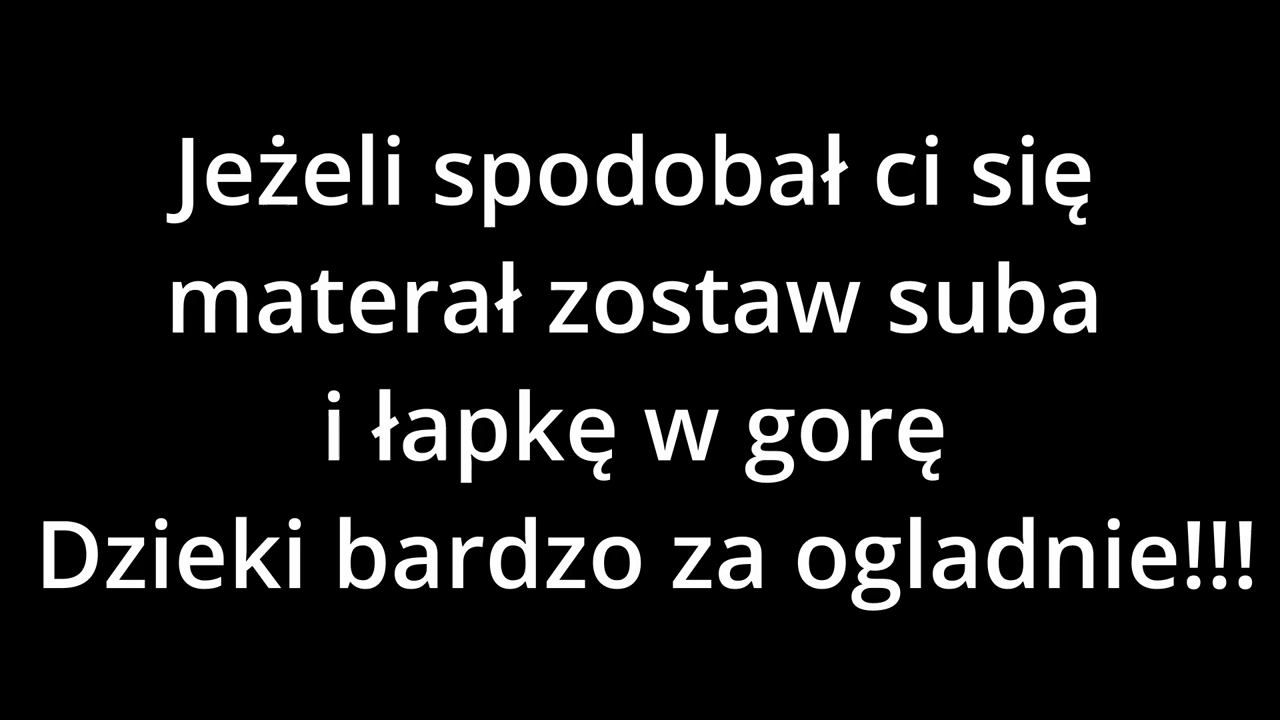 Jeżeli spodobał ci się
materał zostaw suba
i łapkę w gorę
Dzieki bardzo za ogladnie!!!